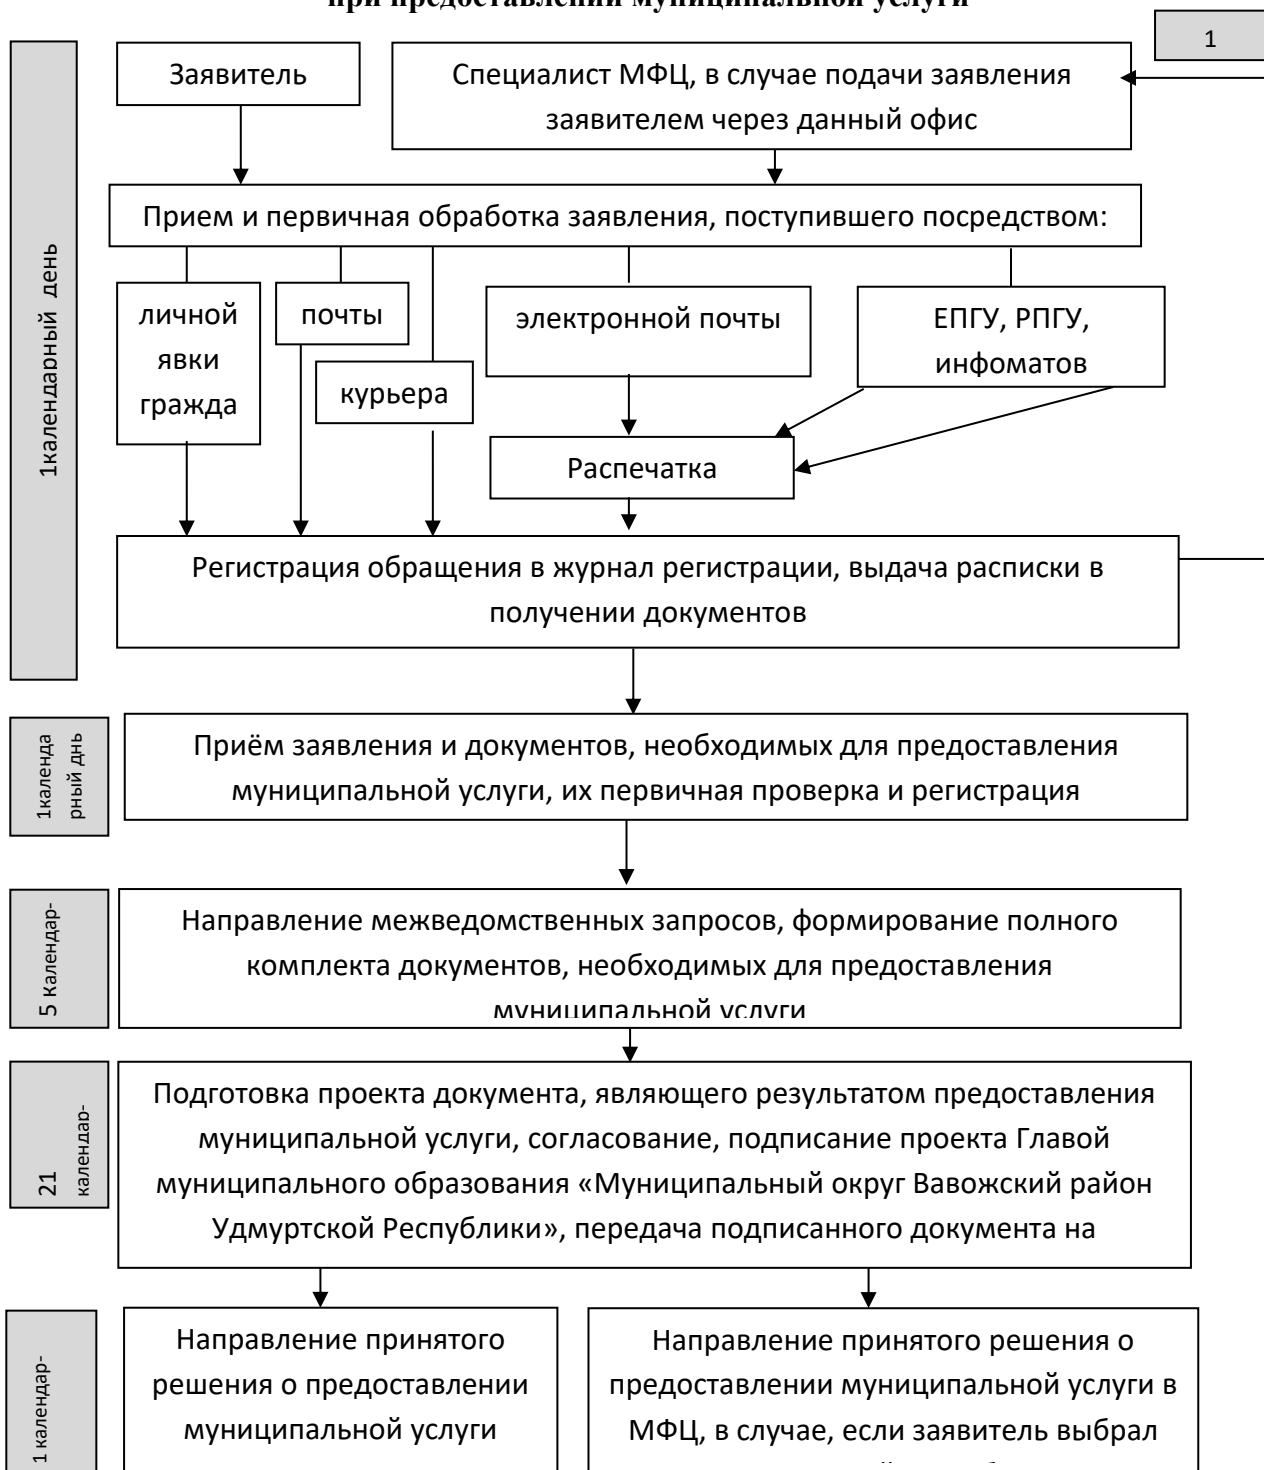 при предоставлении муниципальной услуги
1
Заявитель
Специалист МФЦ, в случае подачи заявления
заявителем через данный офис
1календарный день
Прием и первичная обработка заявления, поступившего посредством:
личной
явки
гражда
почты
курьера
электронной почты
ЕПГУ, РПГУ,
инфоматов
Распечатка
Регистрация обращения в журнал регистрации, выдача расписки в
получении документов
1календа
рный днь
Приём заявления и документов, необходимых для предоставления
муниципальной услуги, их первичная проверка и регистрация
5 календар-
Направление межведомственных запросов, формирование полного
комплекта документов, необходимых для предоставления
муниципальной услуги
21
календар-
Подготовка проекта документа, являющего результатом предоставления
муниципальной услуги, согласование, подписание проекта Главой
муниципального образования «Муниципальный округ Вавожский район
Удмуртской Республики», передача подписанного документа на
1 календар-
Направление принятого
решения о предоставлении
муниципальной услуги
Направление принятого решения о
предоставлении муниципальной услуги в
МФЦ, в случае, если заявитель выбрал